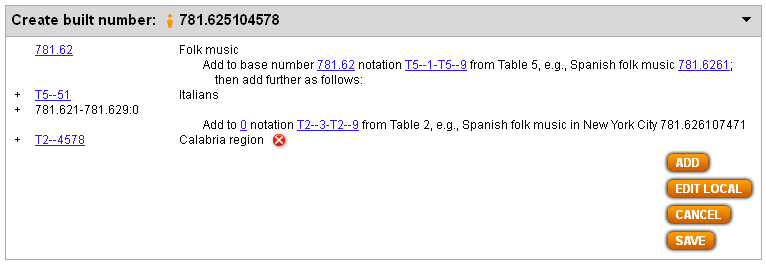 Create built number: 781.625104578
781.62 Folk music
Add to base number 781.62 notation T5--1-T5--9 from Table 5, e.g., Spanish folk music 781.6261;
then add further as follows:
+ T5--51 Italians
+ 781.621-781.629:0
Add to 0 notation T2--3-T2--9 from Table 2, e.g., Spanish folk music in New York City 781.626107471
+ T2--4578 Calabria region
ADD
EDIT LOCAL
CANCEL
SAVE